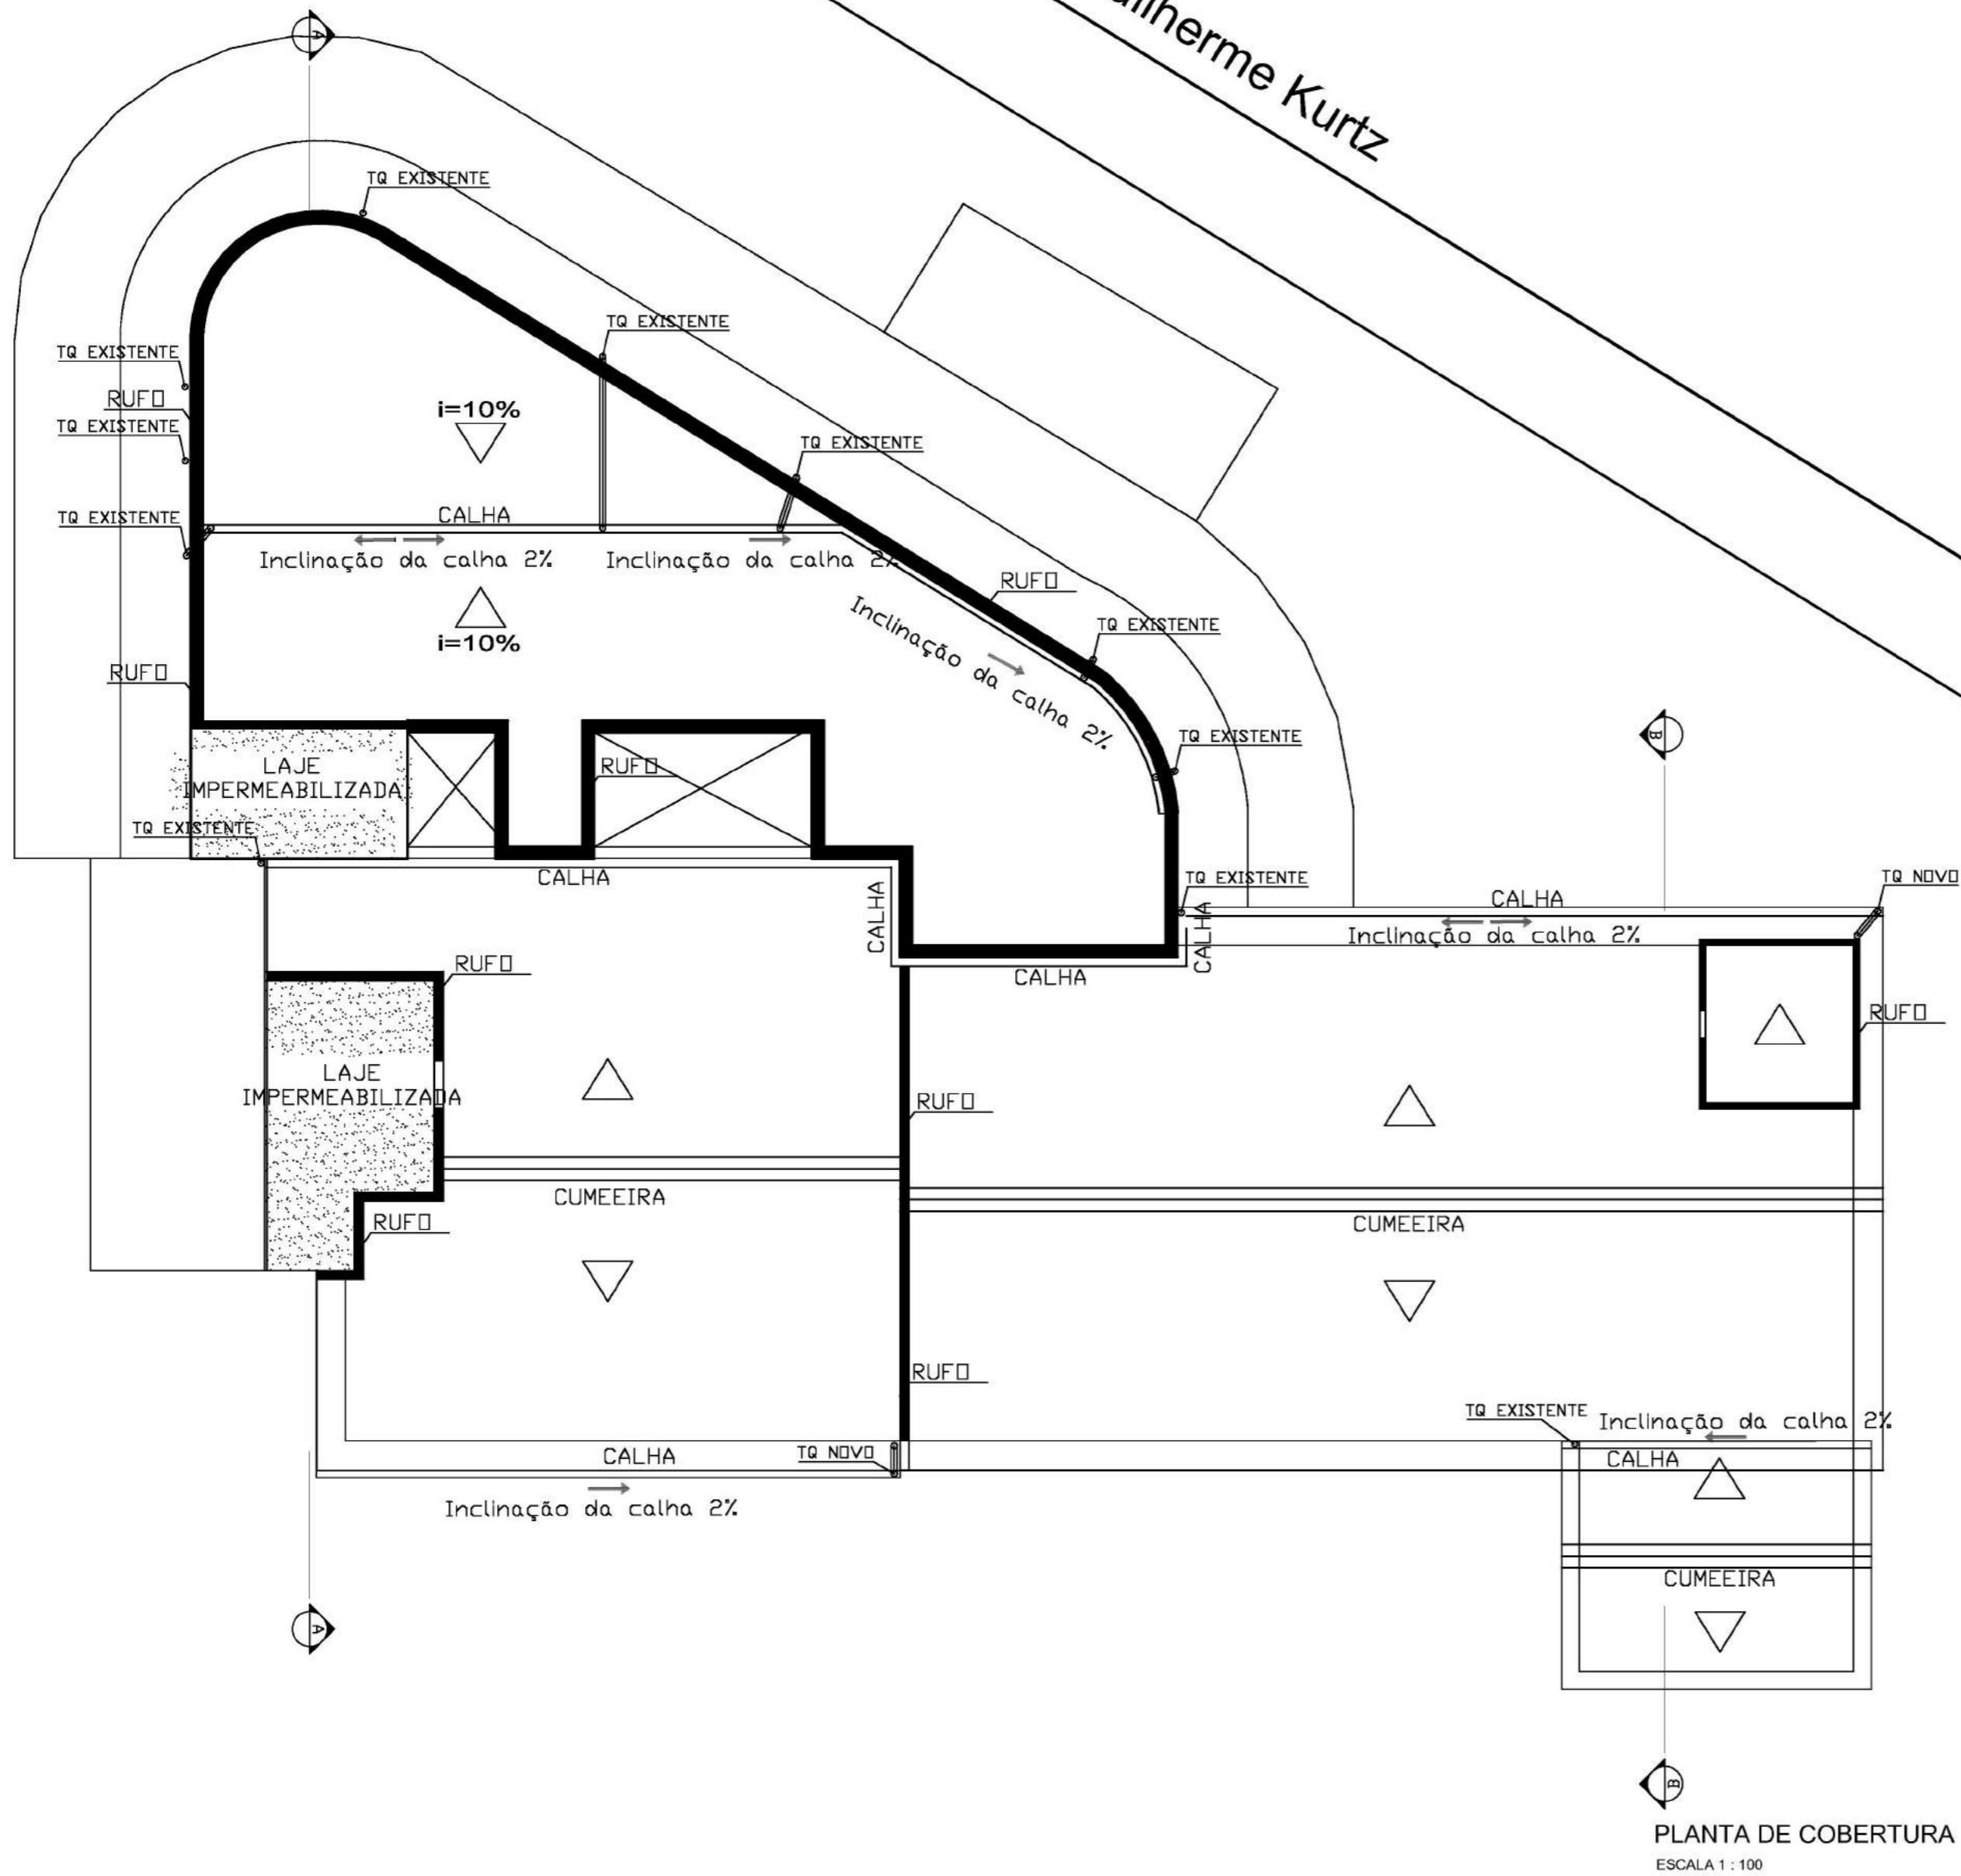 Kurtz
A
TQ EXISTENTE
TQ EXISTENTE
TQ EXISTENTE
RUFO
TQ EXISTENTE
i=10%
TQ EXISTENTE
TQ EXISTENTE
CALHA
Inclinação da calha 2%
Inclinação da calha 2%
RUFO
i=10%
Inclinação da calha 2%
TQ EXISTENTE
RUFO
B
TQ EXISTENTE
LAJE
IMPERMEABILIZADA
RUFO
TQ EXISTENTE
CALHA
CALHA
TQ EXISTENTE
CALHA
CALHA
TQ NOVO
Inclinação da calha 2%
CALHA
RUFO
RUFO
LAJE
IMPERMEABILIZADA
RUFO
CUMEEIRA
RUFO
CUMEEIRA
RUFO
TQ EXISTENTE
Inclinação da calha 2%
CALHA
TQ NOVO
CALHA
Inclinação da calha 2%
CUMEEIRA
A
B
PLANTA DE COBERTURA
ESCALA 1 : 100